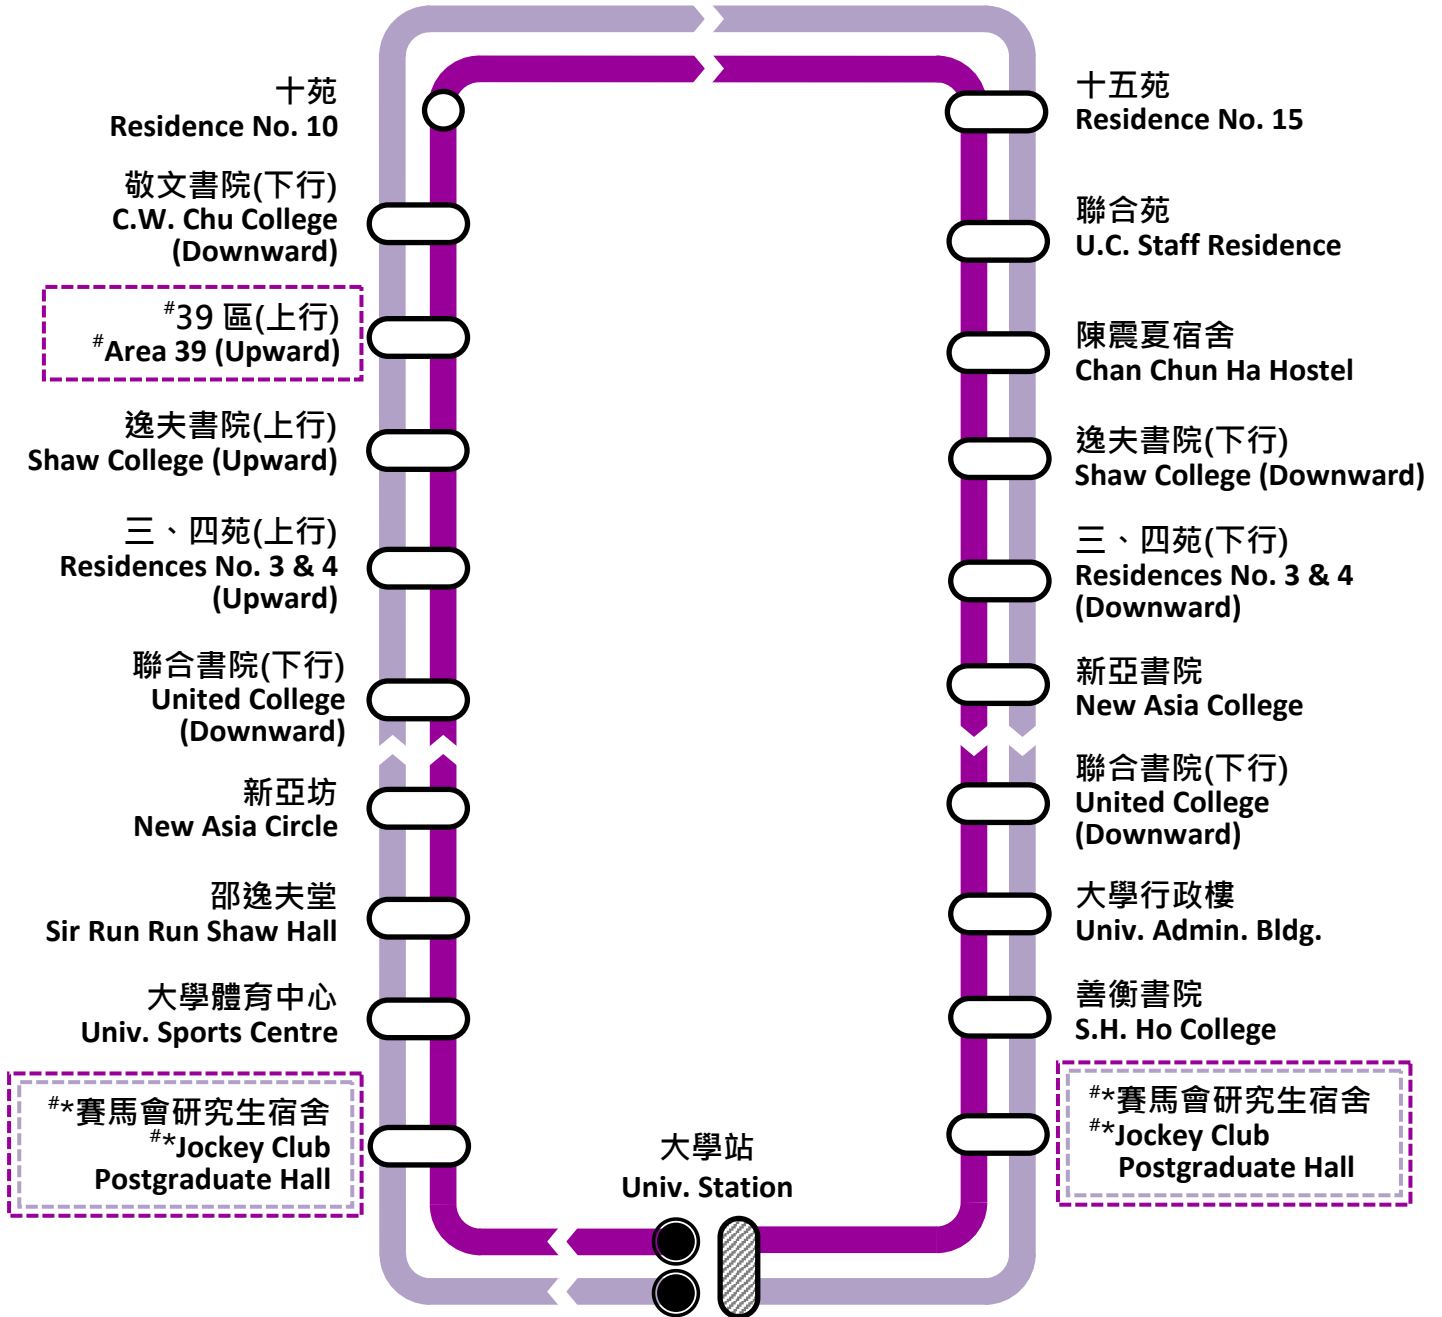 十苑
Residence No. 10
敬文書院(下行)
C.W. Chu College
(Downward)
#39 區(上行)
#Area 39 (Upward)
逸夫書院(上行)
Shaw College (Upward)
三、四苑(上行)
Residences No. 3 & 4
(Upward)
聯合書院(下行)
United College
(Downward)
新亞坊
New Asia Circle
邵逸夫堂
Sir Run Run Shaw Hall
大學體育中心
Univ. Sports Centre
#*賽馬會研究生宿舍
#*Jockey Club
Postgraduate Hall
大學站
Univ. Station
十五苑
Residence No. 15
聯合苑
U.C. Staff Residence
陳震夏宿舍
Chan Chun Ha Hostel
逸夫書院(下行)
Shaw College (Downward)
三、四苑(下行)
Residences No. 3 & 4
(Downward)
新亞書院
New Asia College
聯合書院(下行)
United College
(Downward)
大學行政樓
Univ. Admin. Bldg.
善衡書院
S.H. Ho College
#*賽馬會研究生宿舍
#*Jockey Club
Postgraduate Hall